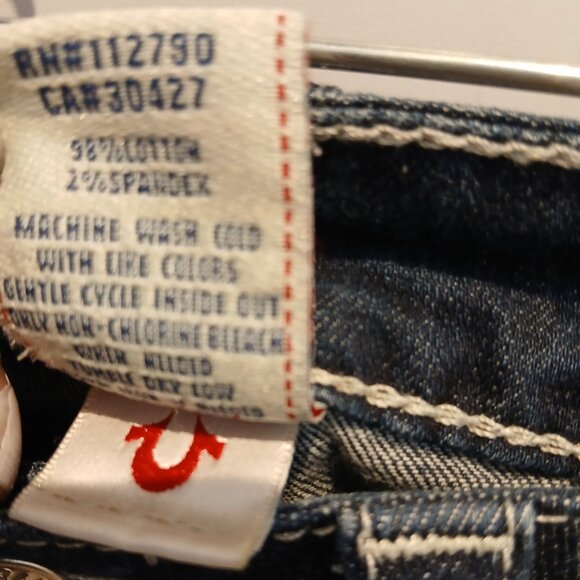 RN#112790
CA#30427
98%COTTON
2%SPANDEX
MACHINE WASH COLD
WITH LIKE COLORS
GENTLE CYCLE INSIDE OUT
ONLY NON-CHLORINE BLEACH
WHEN NEEDED
TUMBLE DRY LOW